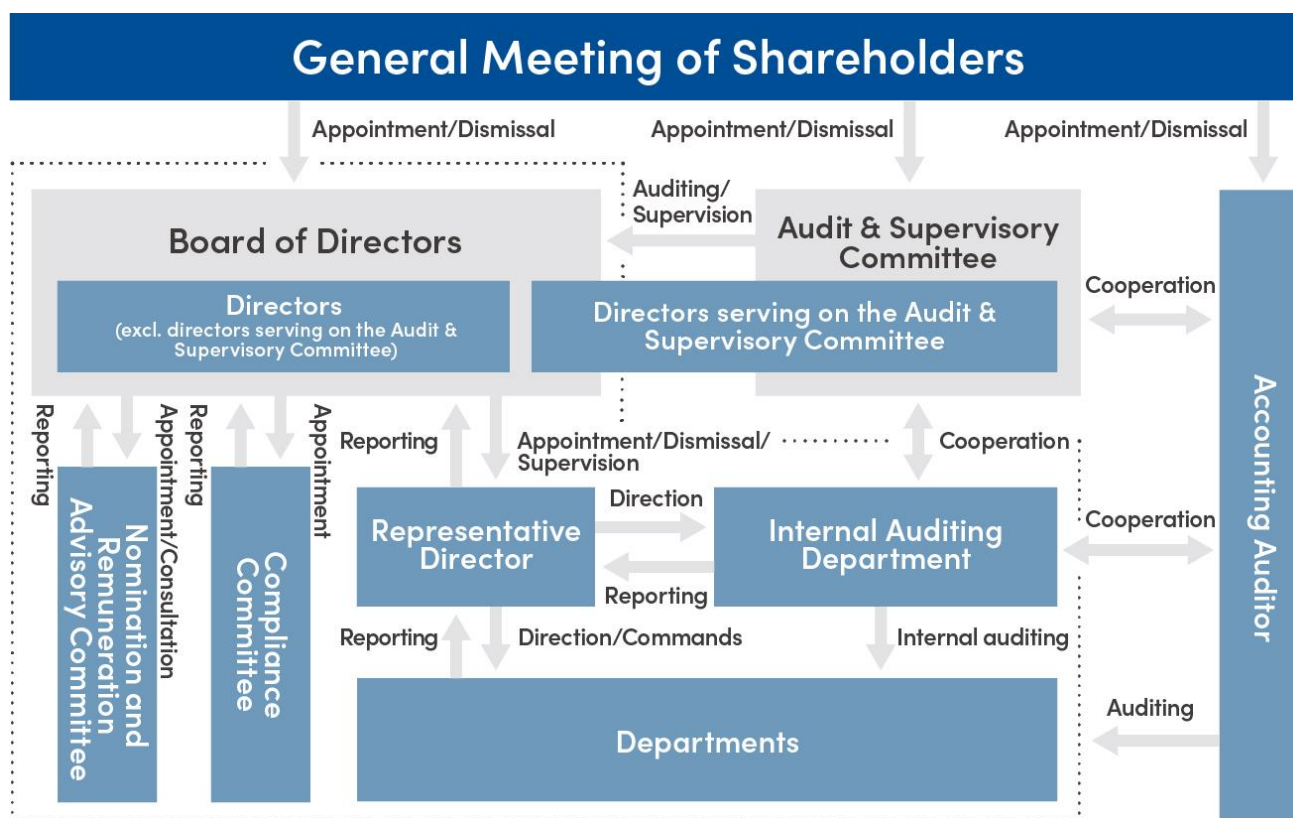 General Meeting of Shareholders
Appointment/Dismissal
Appointment/Dismissal
Appointment/Dismissal
Board of Directors
Auditing/
Supervision
Audit & Supervisory
Committee
Directors
(excl. directors serving on the Audit &
Supervisory Committee)
Directors serving on the Audit &
Supervisory Committee
Cooperation
Accounting Auditor
Reporting
Appointment/Consultation
Reporting
Appointment
Reporting
Appointment/Dismissal/
Supervision
Cooperation
Nomination and
Remuneration
Advisory Committee
Compliance
Committee
Representative
Director
Direction
Reporting
Internal Auditing
Department
Cooperation
Reporting
Direction/Commands
Internal auditing
Departments
Auditing